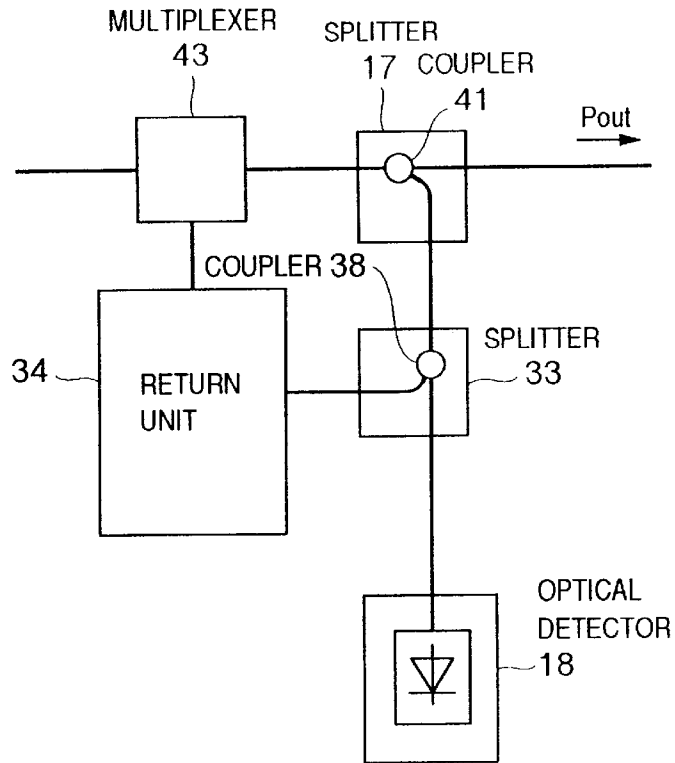 MULTIPLEXER
43
SPLITTER
17
COUPLER
41
Pout
COUPLER 38
SPLITTER
33
34
RETURN
UNIT
OPTICAL
DETECTOR
18